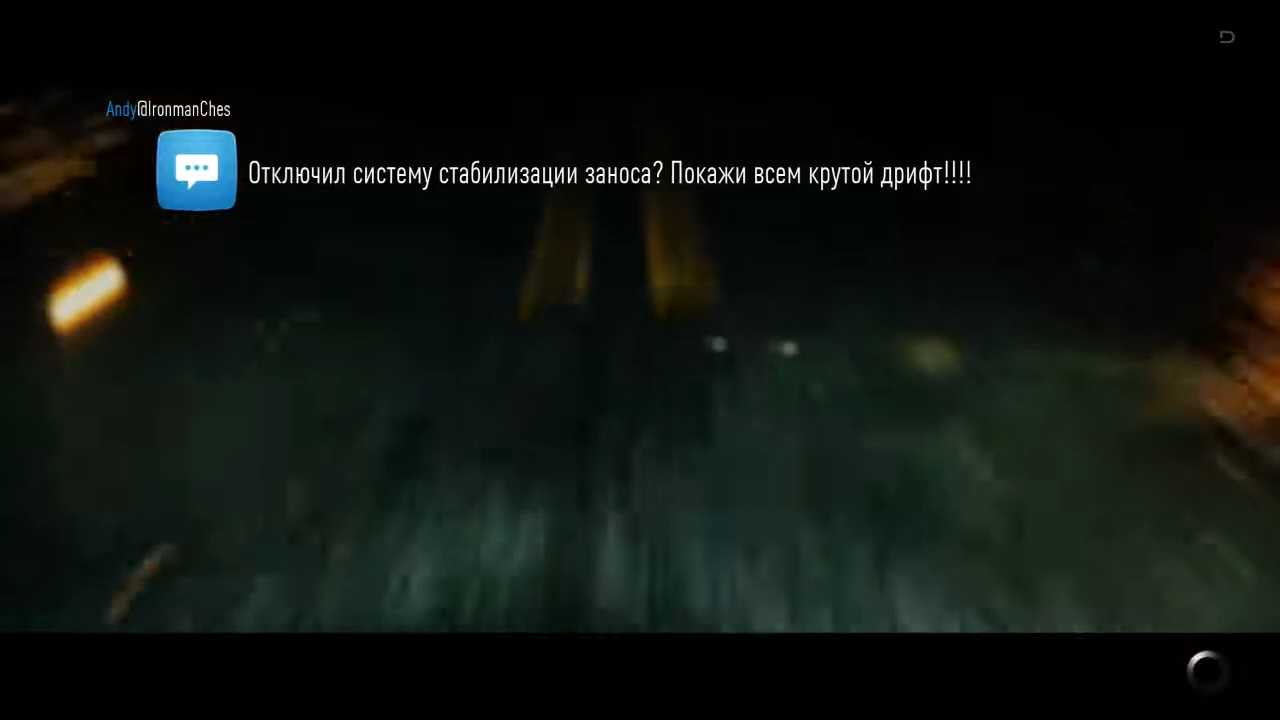 Andy@IronmanChes
Отключил систему стабилизации заноса? Покажи всем крутой дрифт!!!!